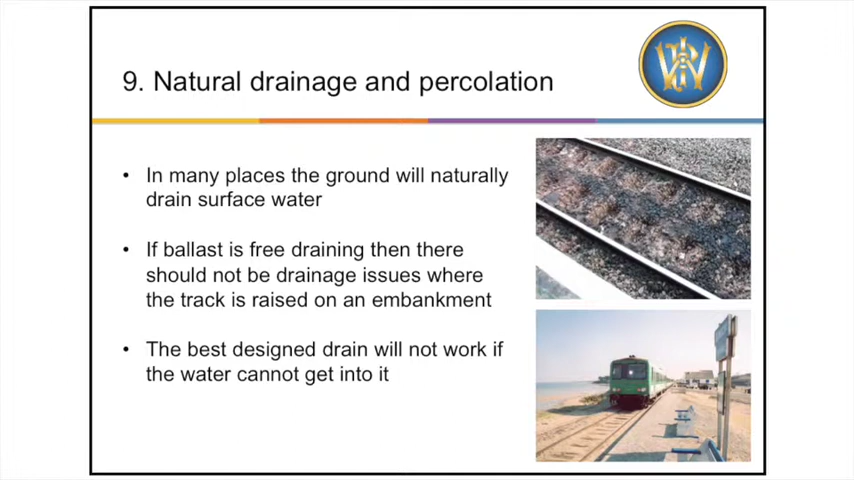 9. Natural drainage and percolation
• In many places the ground will naturally
drain surface water
• If ballast is free draining then there
should not be drainage issues where
the track is raised on an embankment
• The best designed drain will not work if
the water cannot get into it